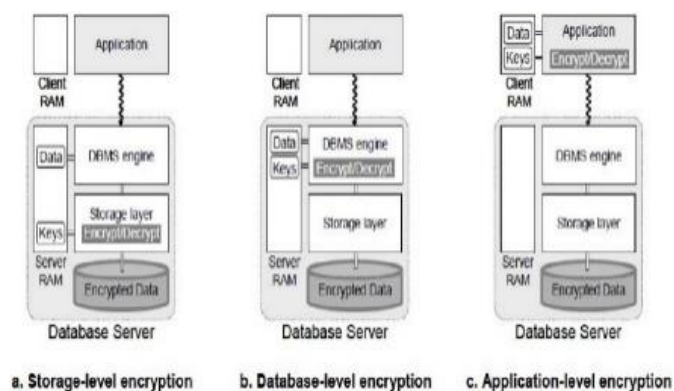 Application
Client
RAM
Data
DBMS engine
Storage layer
Keys
Encrypt/Decrypt
Server
RAM
Encrypted Data
Database Server
a. Storage-level encryption
Application
Client
RAM
Data
DBMS engine
Keys
Encrypt/Decrypt
Storage layer
Server
RAM
Encrypted Data
Database Server
b. Database-level encryption
Data
Application
Keys
Encrypt/Decrypt
Client
RAM
DBMS engine
Storage layer
Server
RAM
Encrypted Data
Database Server
c. Application-level encryption